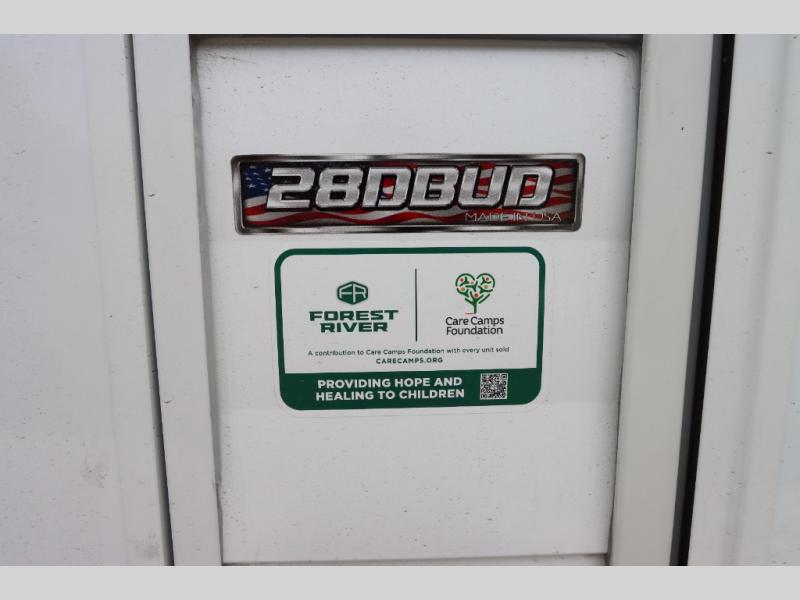 28DBUD
MADE IN USA
FR
FOREST
RIVER
Care Camps
Foundation
A contribution to Care Camps Foundation with every unit sold
CARECAMPS.ORG
PROVIDING HOPE AND
HEALING TO CHILDREN